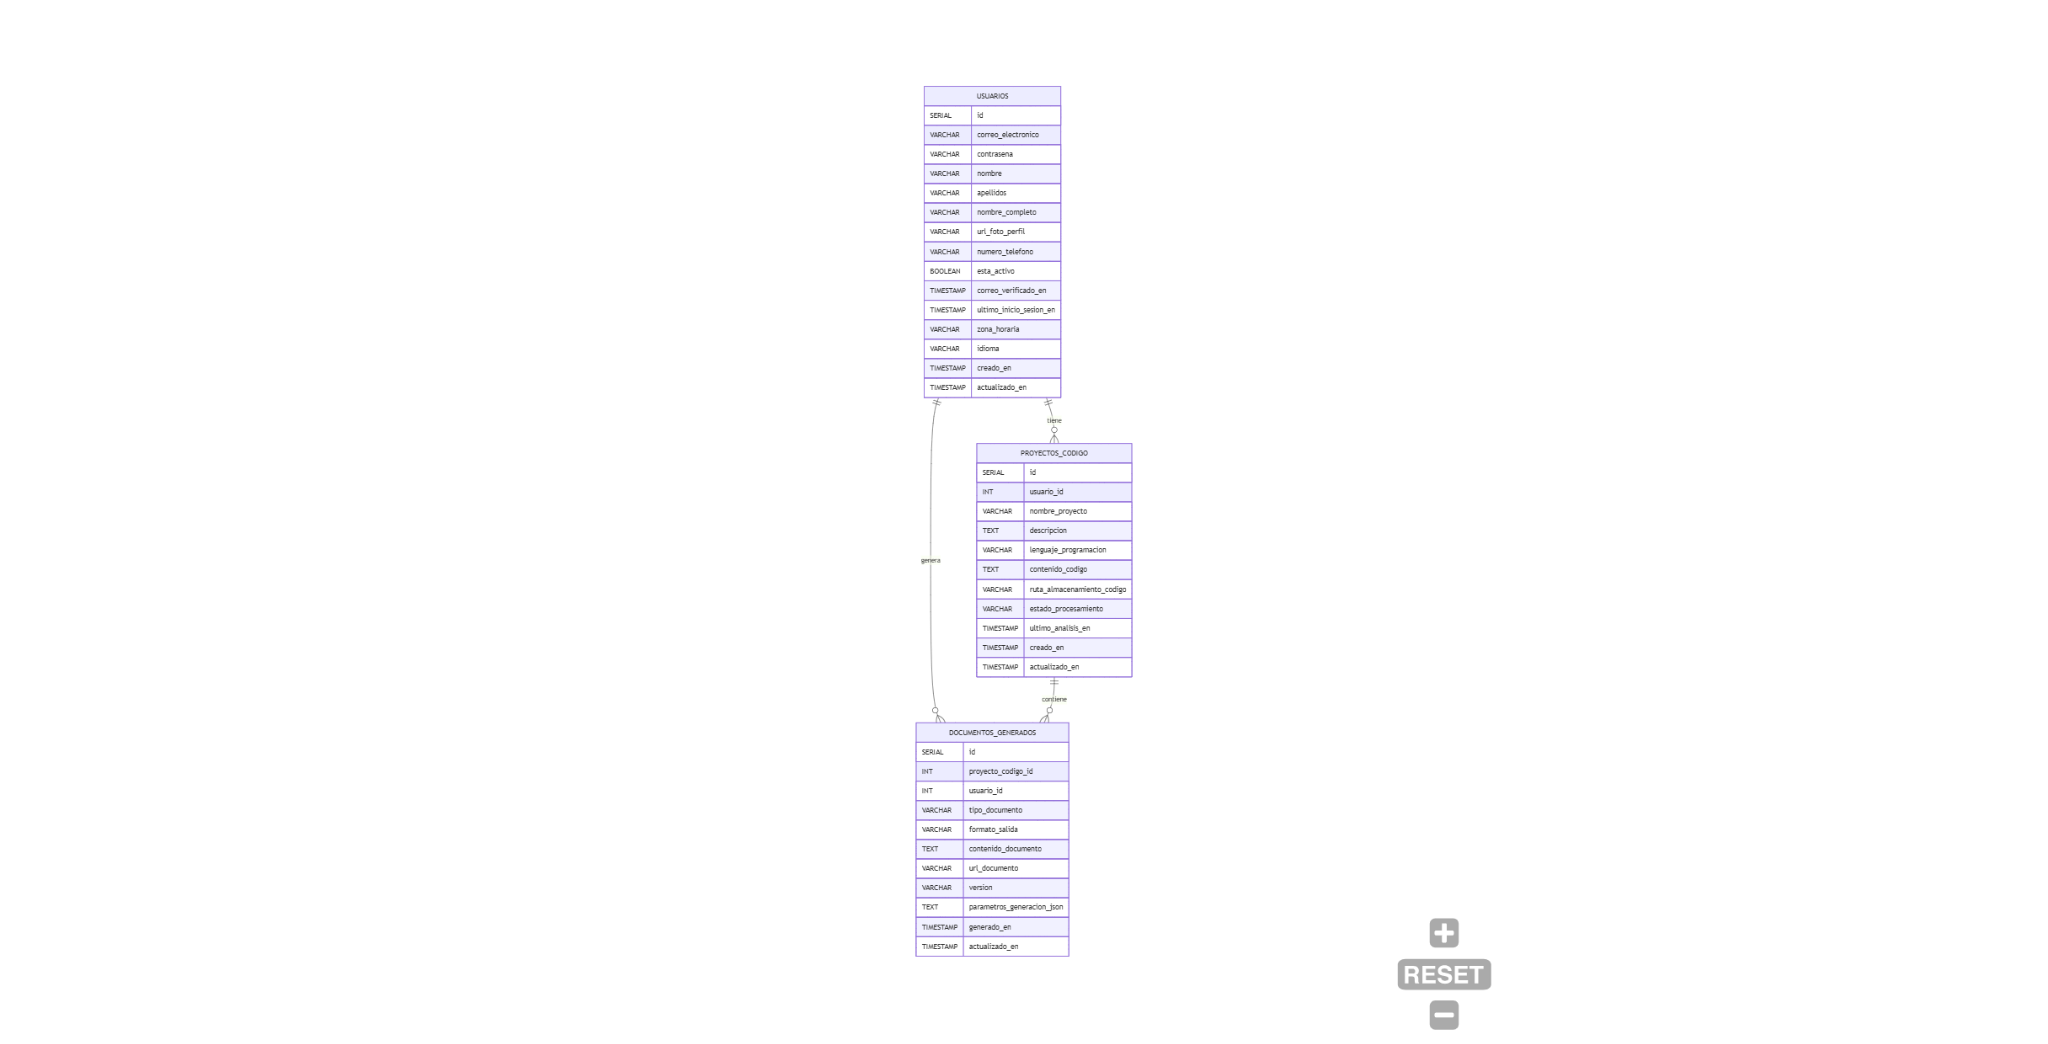 USUARIOS
SERIAL id
VARCHAR correo_electronico
VARCHAR contrasena
VARCHAR nombre
VARCHAR apellidos
VARCHAR nombre_completo
VARCHAR url_foto_perfil
VARCHAR numero_telefono
BOOLEAN esta_activo
TIMESTAMP correo_verificado_en
TIMESTAMP ultimo_inicio_sesion_en
VARCHAR zona_horaria
VARCHAR idioma
TIMESTAMP creado_en
TIMESTAMP actualizado_en
tiene
PROYECTOS_CODIGO
SERIAL id
INT usuario_id
VARCHAR nombre_proyecto
TEXT descripcion
VARCHAR lenguaje_programacion
genera
TEXT contenido_codigo
VARCHAR ruta_almacenamiento_codigo
VARCHAR estado_procesamiento
TIMESTAMP ultimo_analisis_en
TIMESTAMP creado_en
TIMESTAMP actualizado_en
contiene
DOCUMENTOS_GENERADOS
SERIAL id
INT proyecto_codigo_id
INT usuario_id
VARCHAR tipo_documento
VARCHAR formato_salida
TEXT contenido_documento
VARCHAR url_documento
VARCHAR version
TEXT parametros_generacion_json
TIMESTAMP generado_en
TIMESTAMP actualizado_en
RESET